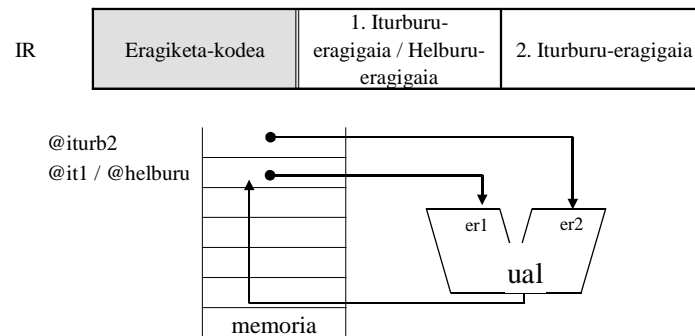 IR
Eragiketa-kodea
1. Iturburu-
eragigaia / Helburu-
eragigaia
2. Iturburu-eragigaia
@iturb2
@it1 / @helburu
er1
er2
ual
memoria